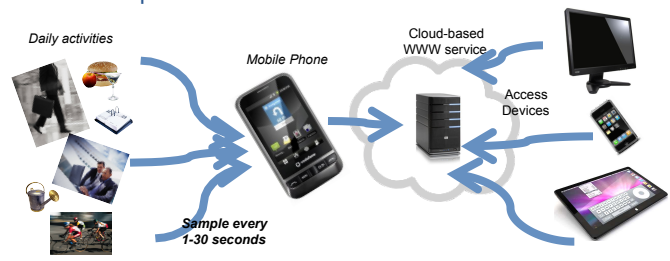 Daily activities
Mobile Phone
Cloud-based
WWW service
Access
Devices
Sample every
1-30 seconds